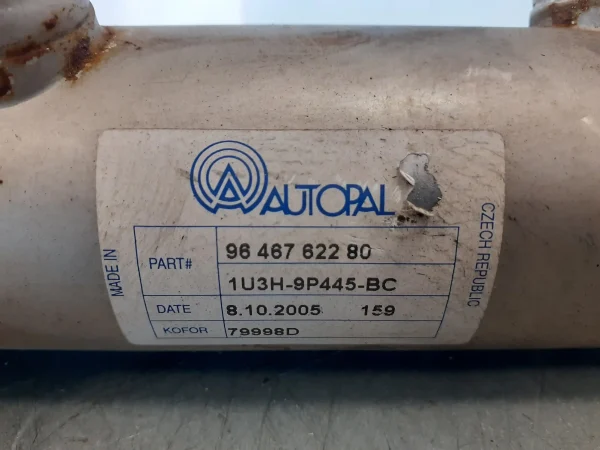 AUTOPAL
MADE IN
CZECH REPUBLIC
PART# 96 467 622 80
1U3H-9P445-BC
DATE 8.10.2005 159
KOFOR 79998D